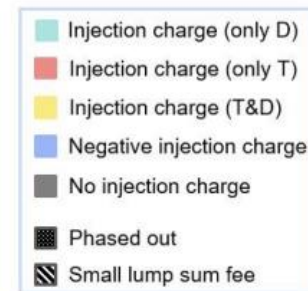 Injection charge (only D)
Injection charge (only T)
Injection charge (T&D)
Negative injection charge
No injection charge
Phased out
Small lump sum fee